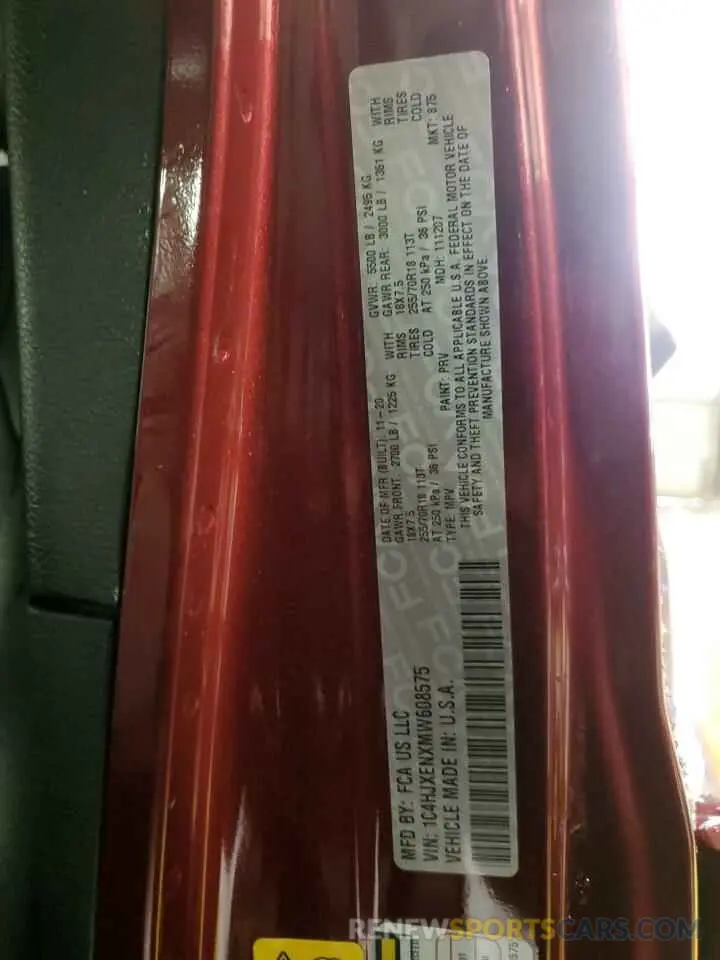 MFD BY: FCA US LLC
VIN: 1C4HJXENXMW608575
VEHICLE MADE IN: U.S.A.
DATE OF MFR (BUILT) 11-20
GAWR FRONT: 2700 LB / 1225 KG WITH
18X7.5 RIMS
255/70R18 113T TIRES
AT 250 kPa / 36 PSI COLD
TYPE: MPV PAINT: PRV
GVWR: 5500 LB / 2495 KG
GAWR REAR: 3000 LB / 1361 KG WITH
18X7.5 RIMS
255/70R18 113T TIRES
AT 250 kPa / 36 PSI COLD
MDH: 111207 MKT: 875
THIS VEHICLE CONFORMS TO ALL APPLICABLE U.S.A. FEDERAL MOTOR VEHICLE
SAFETY AND THEFT PREVENTION STANDARDS IN EFFECT ON THE DATE OF
MANUFACTURE SHOWN ABOVE.
RENEWSPORTSCARS.COM